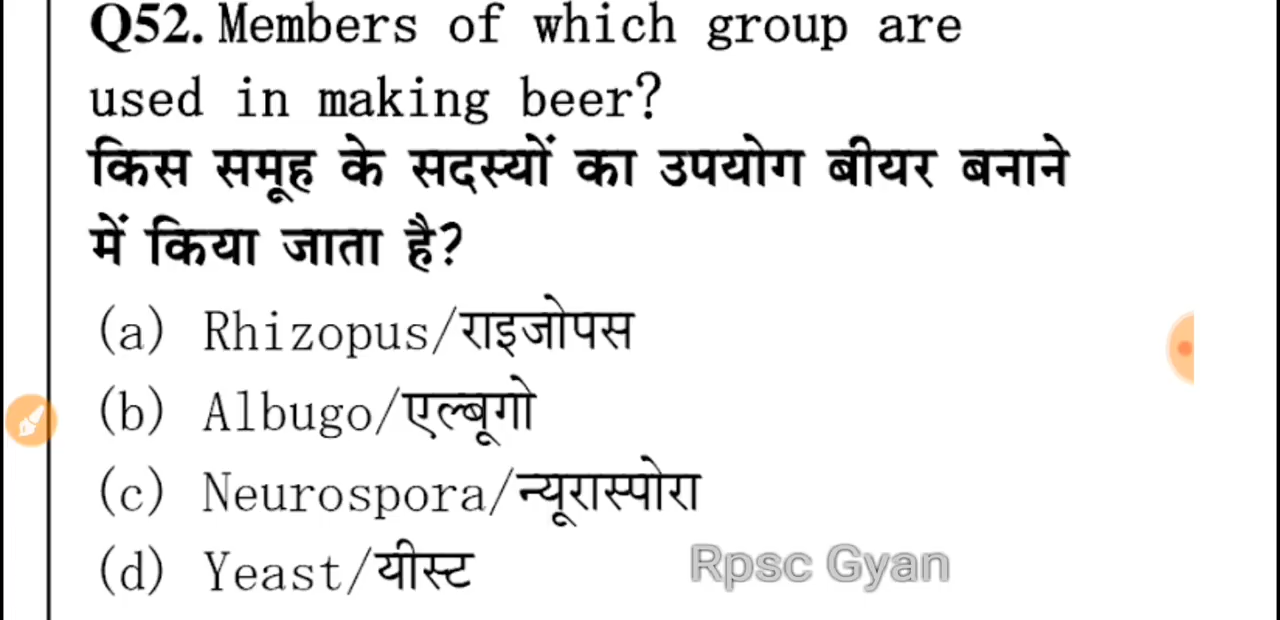 Q52. Members of which group are
used in making beer?
किस समूह के सदस्यों का उपयोग बीयर बनाने
में किया जाता है?
(a) Rhizopus/राइजोपस
(b) Albugo/एल्बूगो
(c) Neurospora/न्यूरास्पोरा
(d) Yeast/यीस्ट
Rpsc Gyan